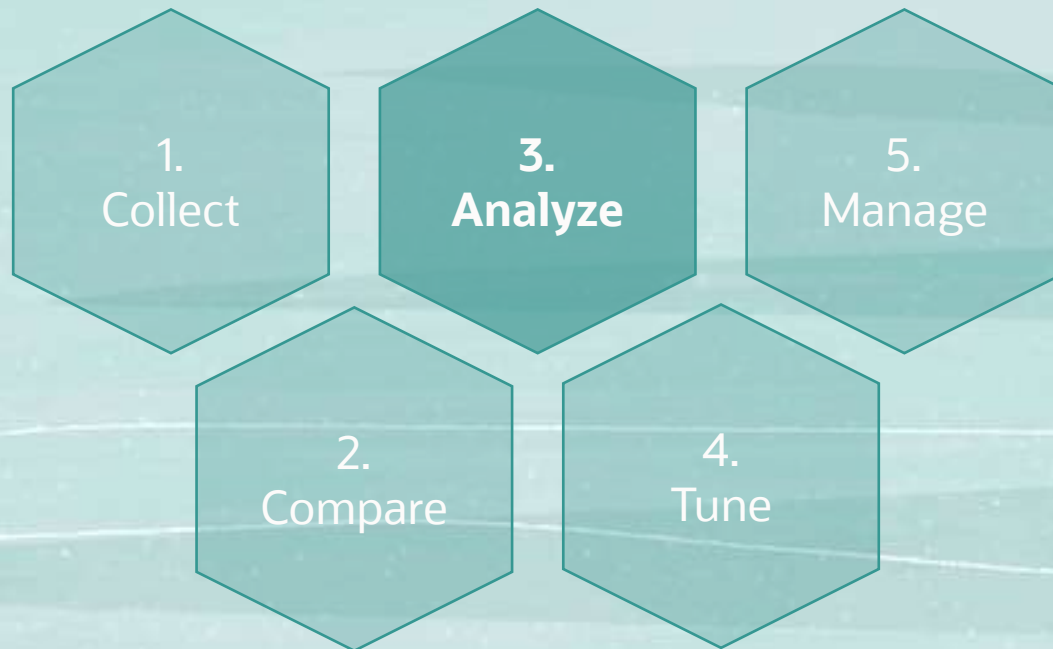 1.
Collect
2.
Compare
3.
Analyze
4.
Tune
5.
Manage